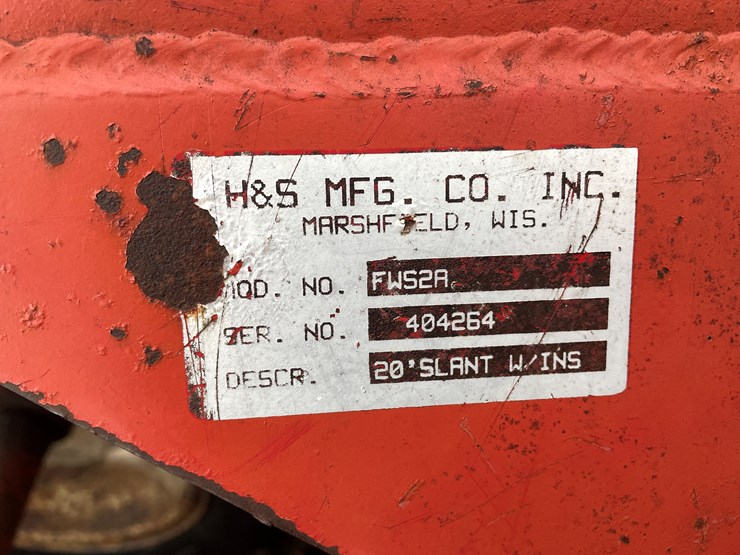 H&S MFG. CO. INC.
MARSHFIELD, WIS.
MOD. NO. FWS2A
SER. NO. 404264
DESCR. 20'SLANT W/INS